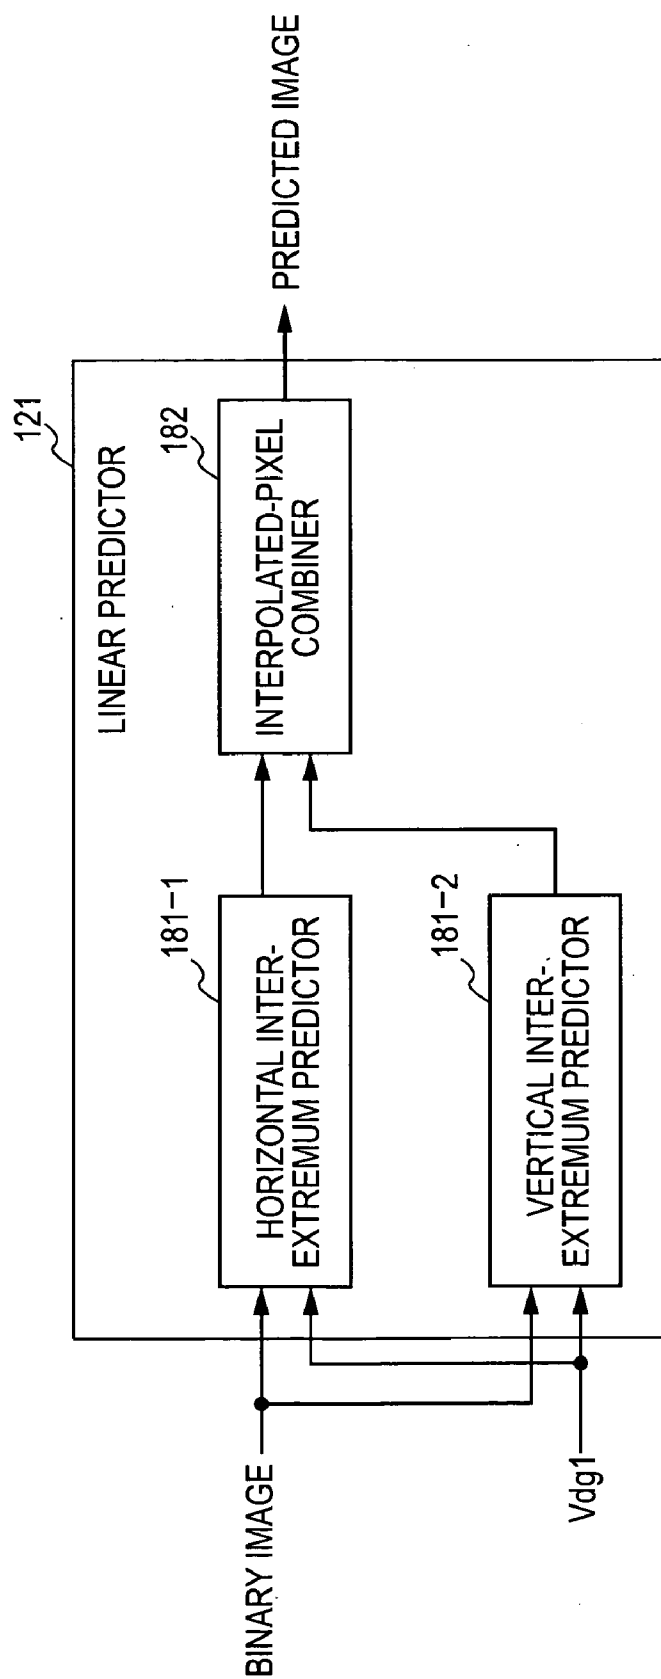 121
LINEAR PREDICTOR
BINARY IMAGE
Vdg1
181-1
HORIZONTAL INTER-
EXTREMUM PREDICTOR
181-2
VERTICAL INTER-
EXTREMUM PREDICTOR
182
INTERPOLATED-PIXEL
COMBINER
PREDICTED IMAGE